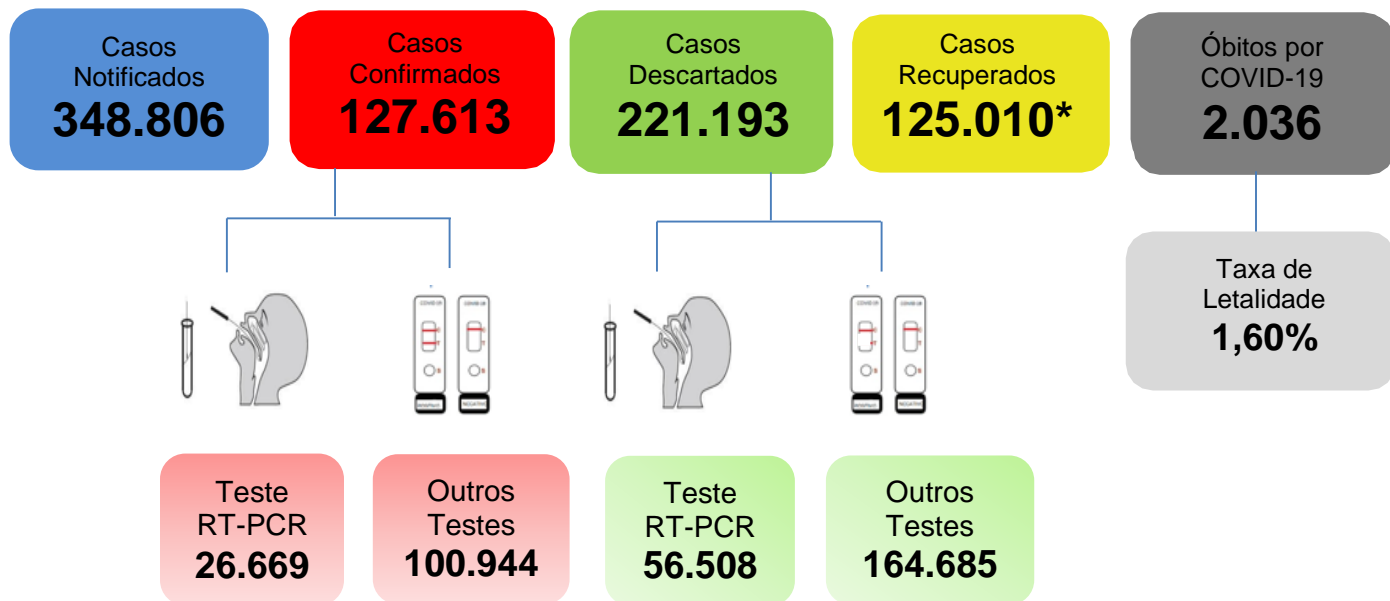 Casos
Notificados
348.806
Casos
Confirmados
127.613
Casos
Descartados
221.193
Casos
Recuperados
125.010*
Óbitos por
COVID-19
2.036
Taxa de
Letalidade
1,60%
Teste
RT-PCR
26.669
Outros
Testes
100.944
Teste
RT-PCR
56.508
Outros
Testes
164.685